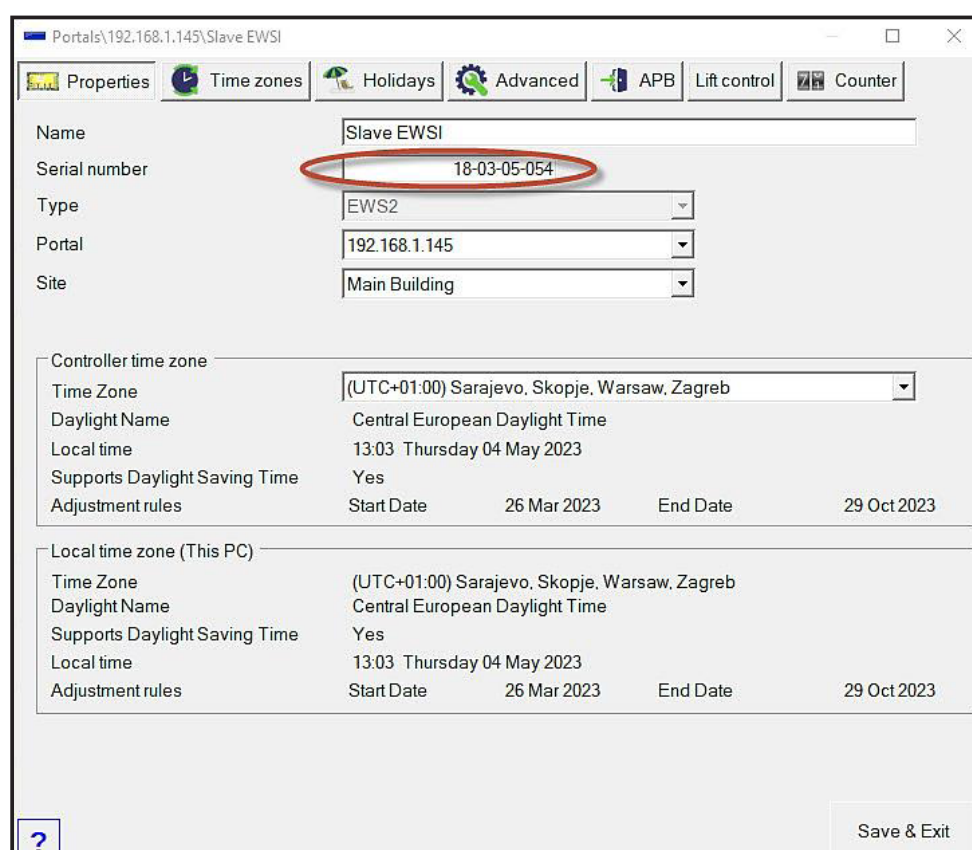 Portals\192.168.1.145\Slave EWSI
Properties Time zones Holidays Advanced APB Lift control Counter
Name Slave EWSI
Serial number 18-03-05-054
Type EWS2
Portal 192.168.1.145
Site Main Building
Controller time zone
Time Zone (UTC+01:00) Sarajevo, Skopje, Warsaw, Zagreb
Daylight Name Central European Daylight Time
Local time 13:03 Thursday 04 May 2023
Supports Daylight Saving Time Yes
Adjustment rules Start Date 26 Mar 2023 End Date 29 Oct 2023
Local time zone (This PC)
Time Zone (UTC+01:00) Sarajevo, Skopje, Warsaw, Zagreb
Daylight Name Central European Daylight Time
Supports Daylight Saving Time Yes
Local time 13:03 Thursday 04 May 2023
Adjustment rules Start Date 26 Mar 2023 End Date 29 Oct 2023
? Save & Exit